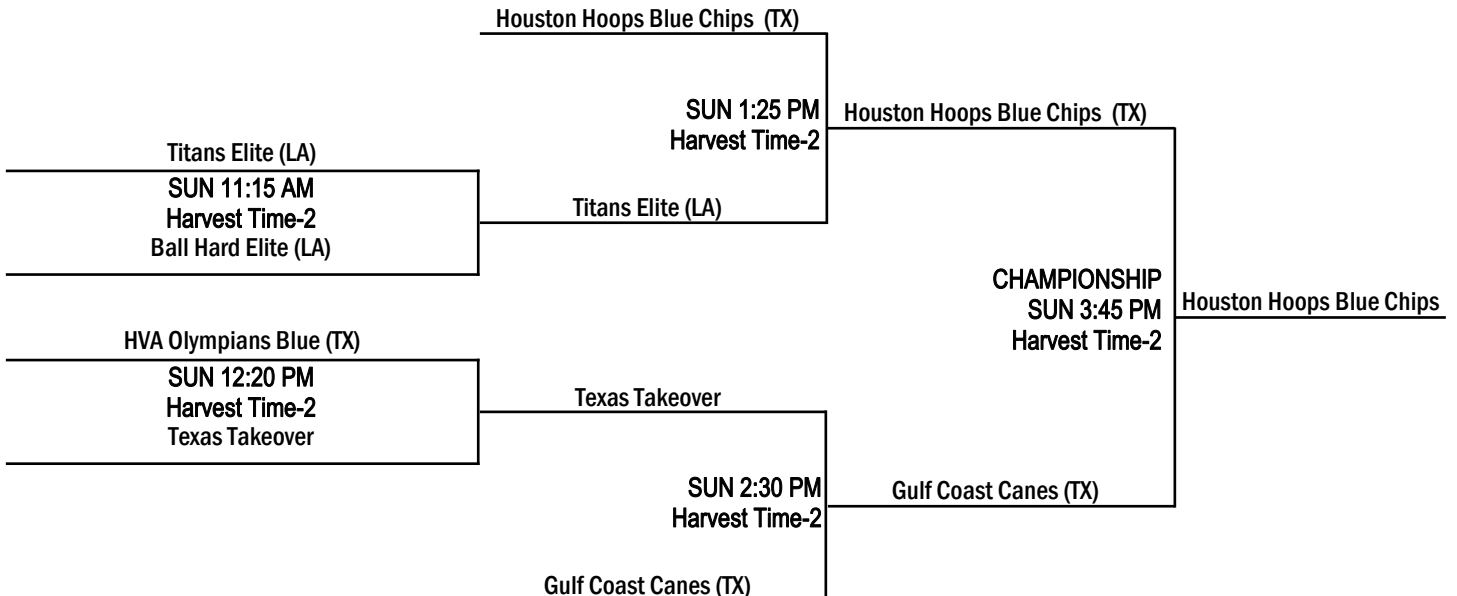 Houston Hoops Blue Chips (TX)
SUN 1:25 PM
Harvest Time-2
Houston Hoops Blue Chips (TX)
Titans Elite (LA)
SUN 11:15 AM
Harvest Time-2
Ball Hard Elite (LA)
Titans Elite (LA)
CHAMPIONSHIP
SUN 3:45 PM
Harvest Time-2
Houston Hoops Blue Chips
HVA Olympians Blue (TX)
SUN 12:20 PM
Harvest Time-2
Texas Takeover
Texas Takeover
SUN 2:30 PM
Harvest Time-2
Gulf Coast Canes (TX)
Gulf Coast Canes (TX)